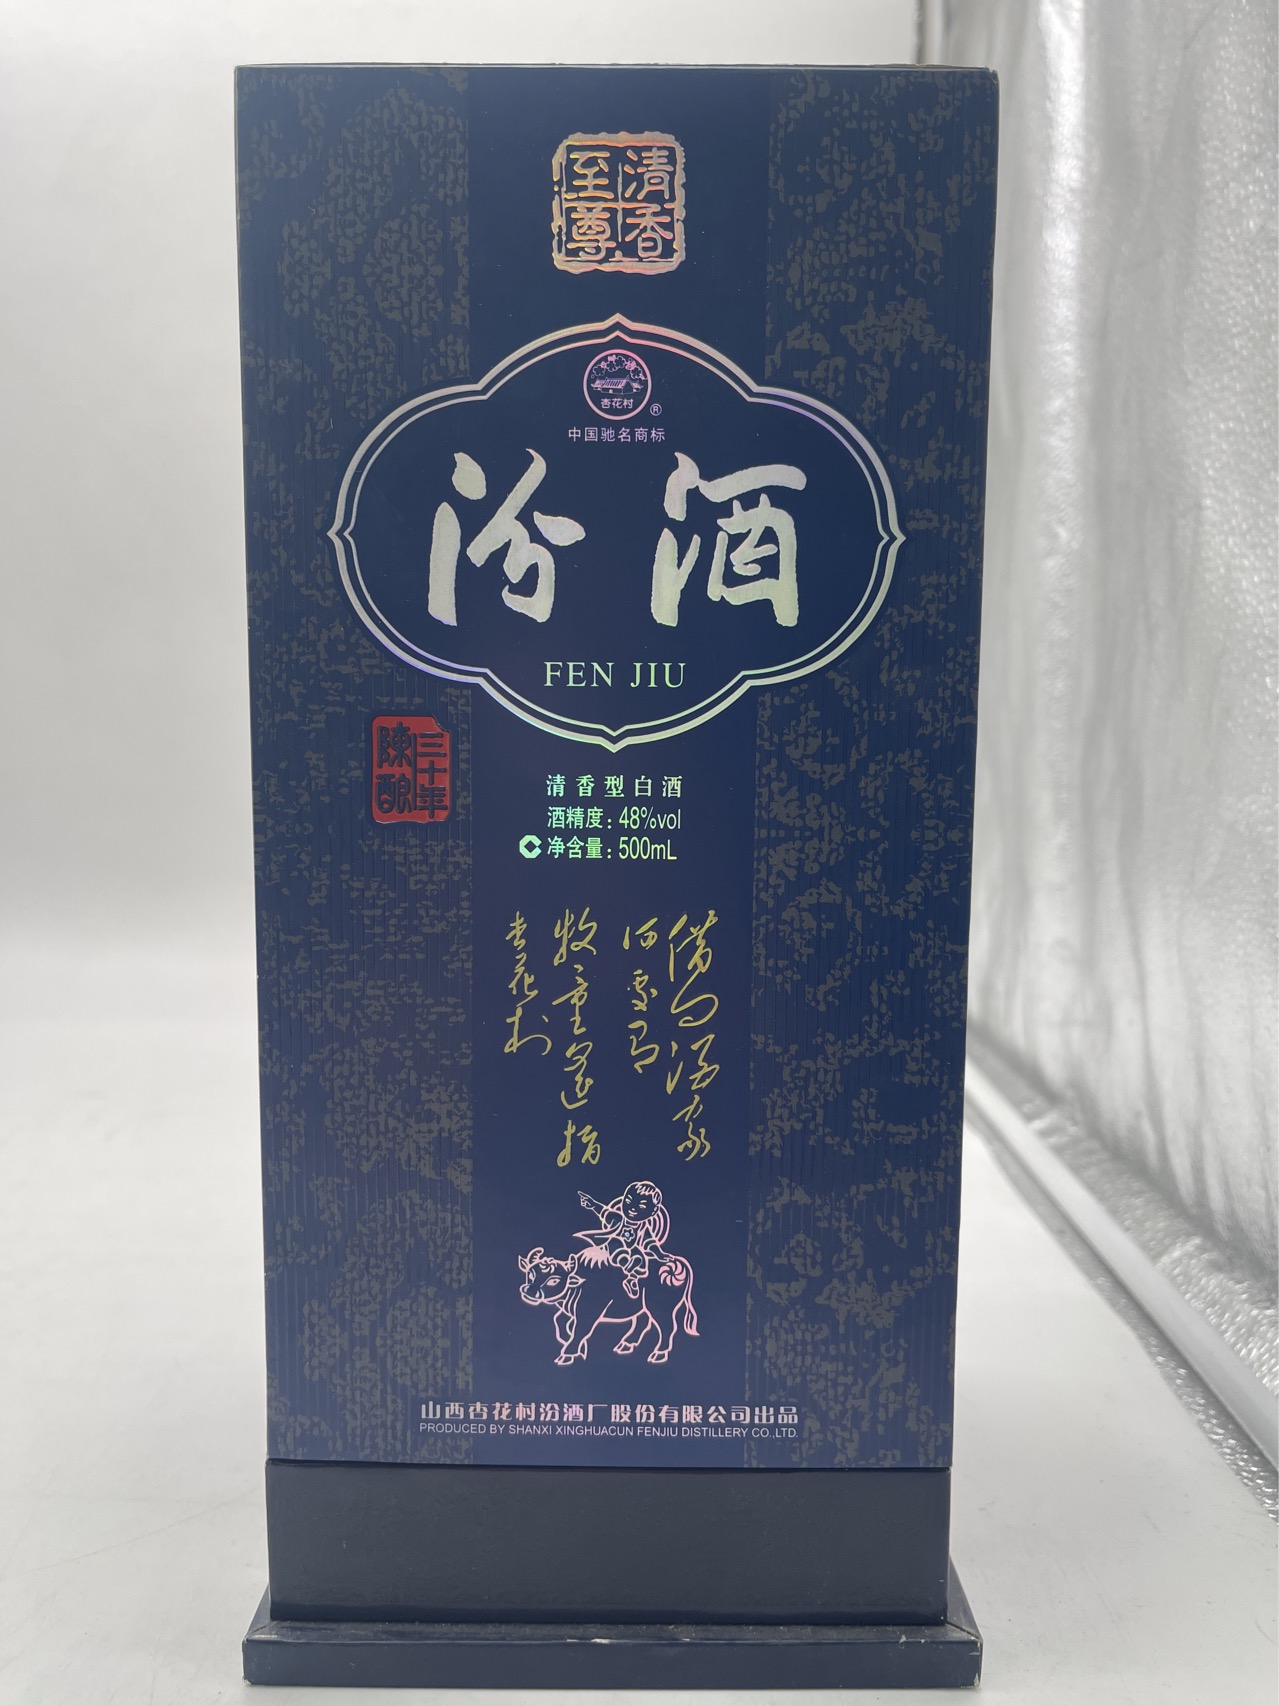 清香
至尊
杏花村
®
中国驰名商标
汾酒
FEN JIU
三十年
陳酿
清香型白酒
酒精度：48%vol
净含量：500mL
借问酒家
何处有
牧童遥指
杏花村
山西杏花村汾酒厂股份有限公司出品
PRODUCED BY SHANXI XINGHUACUN FENJIU DISTILLERY CO.,LTD.